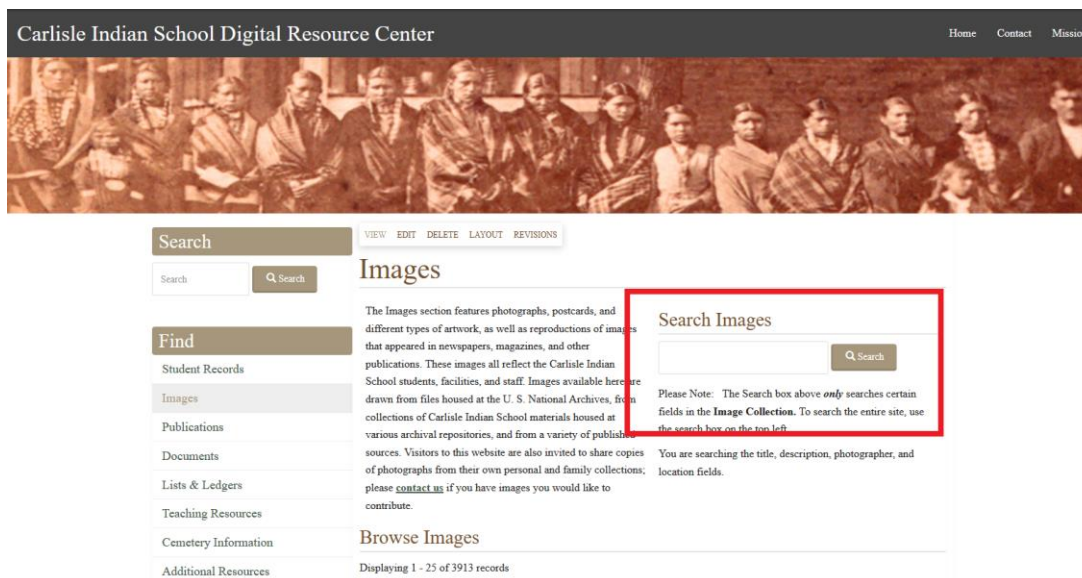 Carlisle Indian School Digital Resource Center
Home Contact Missio
Search
Search Search
Find
Student Records
Images
Publications
Documents
Lists & Ledgers
Teaching Resources
Cemetery Information
Additional Resources
VIEW EDIT DELETE LAYOUT REVISIONS
Images
The Images section features photographs, postcards, and
different types of artwork, as well as reproductions of images
that appeared in newspapers, magazines, and other
publications. These images all reflect the Carlisle Indian
School students, facilities, and staff. Images available here are
drawn from files housed at the U. S. National Archives, from
collections of Carlisle Indian School materials housed at
various archival repositories, and from a variety of published
sources. Visitors to this website are also invited to share copies
of photographs from their own personal and family collections;
please contact us if you have images you would like to
contribute.
Search Images
Search
Please Note: The Search box above only searches certain
fields in the Image Collection. To search the entire site, use
the search box on the top left
You are searching the title, description, photographer, and
location fields.
Browse Images
Displaying 1 - 25 of 3913 records